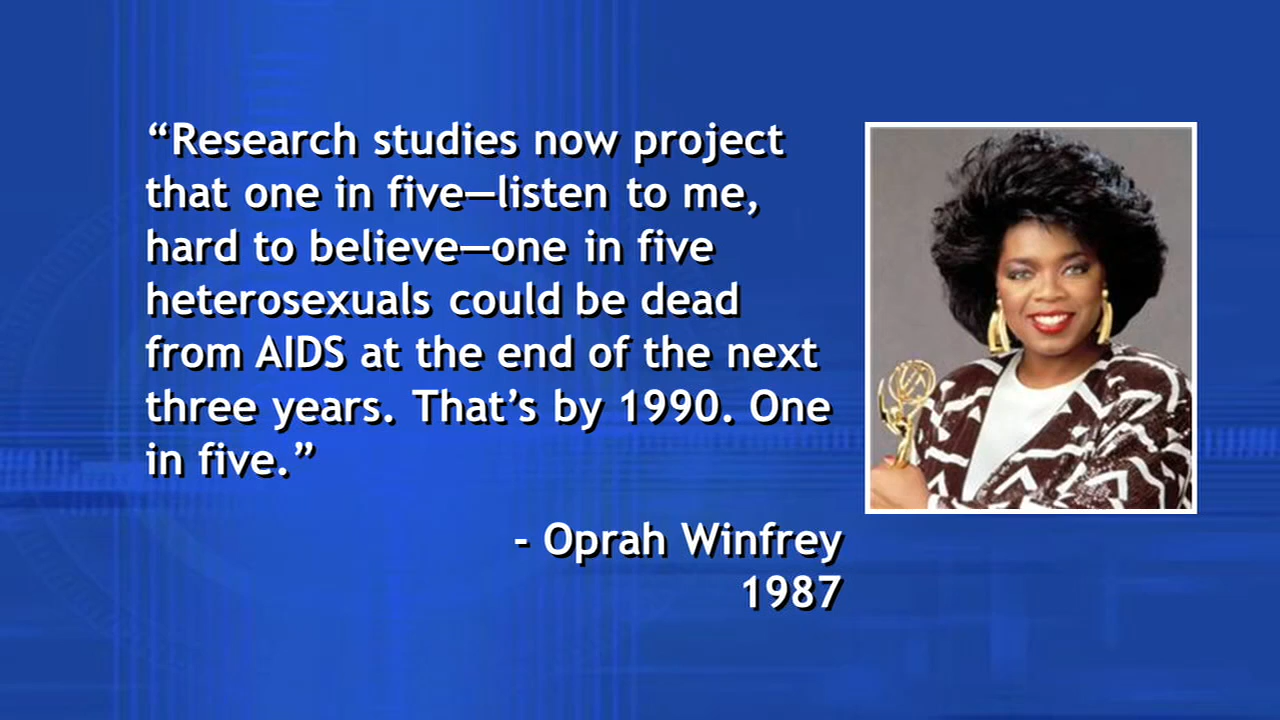 “Research studies now project
that one in five—listen to me,
hard to believe—one in five
heterosexuals could be dead
from AIDS at the end of the next
three years. That’s by 1990. One
in five.”
- Oprah Winfrey
1987